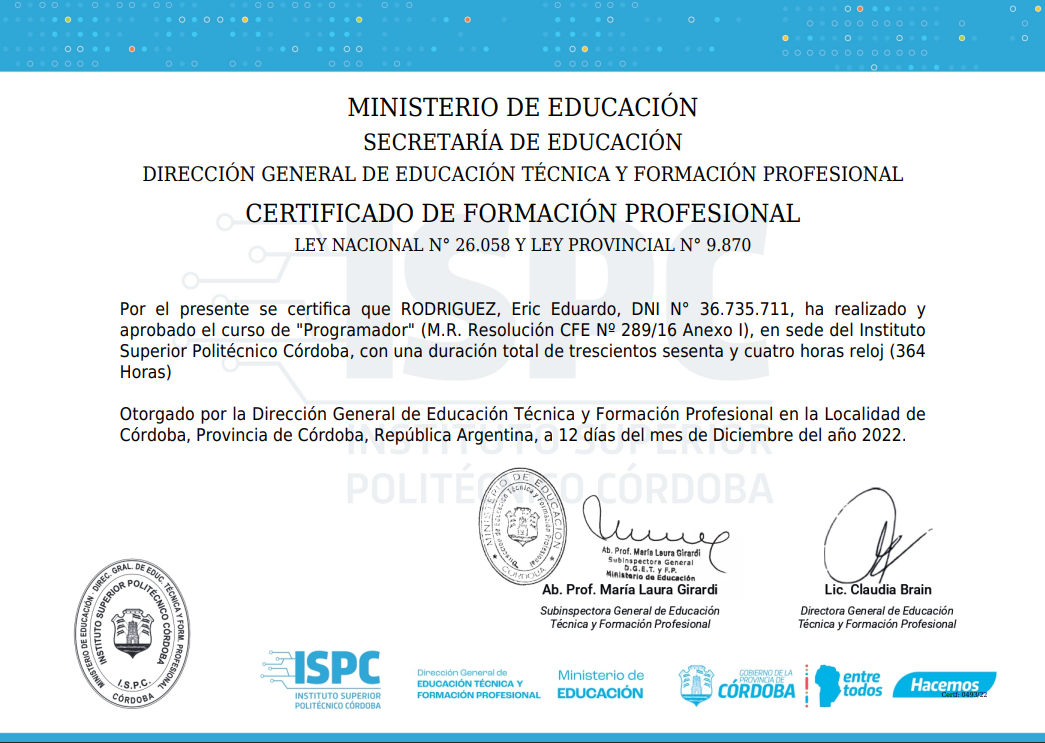 MINISTERIO DE EDUCACIÓN
SECRETARÍA DE EDUCACIÓN
DIRECCIÓN GENERAL DE EDUCACIÓN TÉCNICA Y FORMACIÓN PROFESIONAL
CERTIFICADO DE FORMACIÓN PROFESIONAL
LEY NACIONAL N° 26.058 Y LEY PROVINCIAL N° 9.870
ISPC
INSTITUTO SUPERIOR
POLITÉCNICO CÓRDOBA
Por el presente se certifica que RODRIGUEZ, Eric Eduardo, DNI N° 36.735.711, ha realizado y
aprobado el curso de "Programador" (M.R. Resolución CFE Nº 289/16 Anexo I), en sede del Instituto
Superior Politécnico Córdoba, con una duración total de trescientos sesenta y cuatro horas reloj (364
Horas)
Otorgado por la Dirección General de Educación Técnica y Formación Profesional en la Localidad de
Córdoba, Provincia de Córdoba, República Argentina, a 12 días del mes de Diciembre del año 2022.
MINISTERIO DE EDUCACIÓN
Dirección de Educación Técnica y Formación Profesional
CÓRDOBA
Ab. Prof. María Laura Girardi
Subinspectora General
D.G.E.T. y F.P.
Ministerio de Educación
Ab. Prof. María Laura Girardi
Subinspectora General de Educación
Técnica y Formación Profesional
Lic. Claudia Brain
Directora General de Educación
Técnica y Formación Profesional
MINISTERIO DE EDUCACIÓN - DIREC. GRAL. DE EDUC. TÉCNICA Y FORM. PROFESIONAL
INSTITUTO SUPERIOR POLITÉCNICO CÓRDOBA
I.S.P.C.
CÓRDOBA
ISPC
INSTITUTO SUPERIOR
POLITÉCNICO CÓRDOBA
Dirección General de
EDUCACIÓN TÉCNICA Y
FORMACIÓN PROFESIONAL
Ministerio de
EDUCACIÓN
GOBIERNO DE LA
PROVINCIA DE
CÓRDOBA
entre
todos
Hacemos
Certf: 0493/22